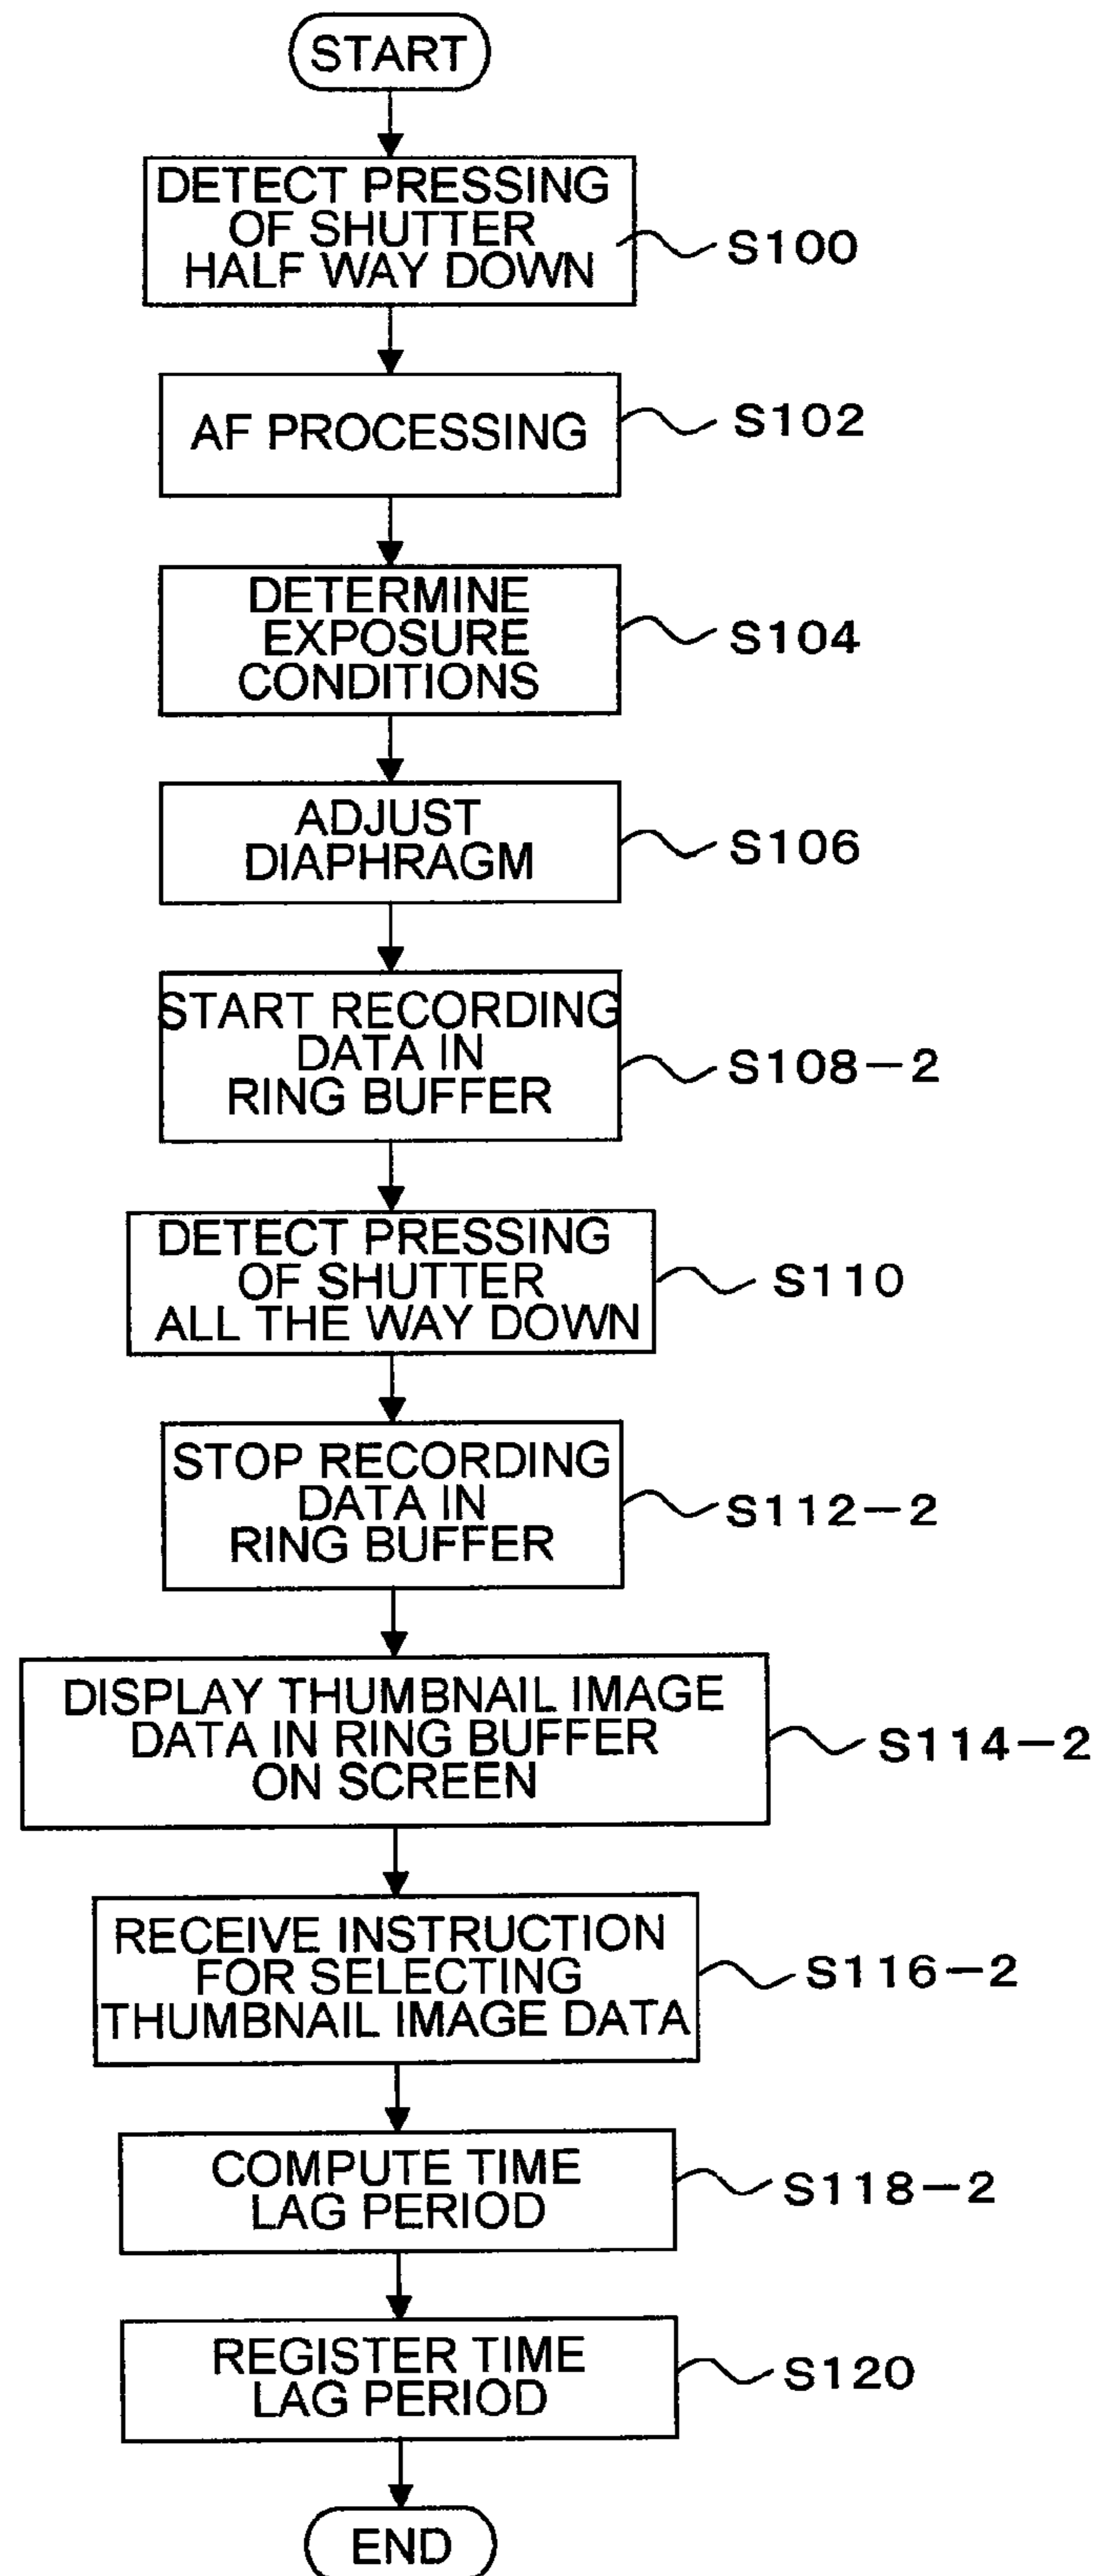 START
DETECT PRESSING
OF SHUTTER
HALF WAY DOWN
S100
AF PROCESSING
S102
DETERMINE
EXPOSURE
CONDITIONS
S104
ADJUST
DIAPHRAGM
S106
START RECORDING
DATA IN
RING BUFFER
S108-2
DETECT PRESSING
OF SHUTTER
ALL THE WAY DOWN
S110
STOP RECORDING
DATA IN
RING BUFFER
S112-2
DISPLAY THUMBNAIL IMAGE
DATA IN RING BUFFER
ON SCREEN
S114-2
RECEIVE INSTRUCTION
FOR SELECTING
THUMBNAIL IMAGE DATA
S116-2
COMPUTE TIME
LAG PERIOD
S118-2
REGISTER TIME
LAG PERIOD
S120
END